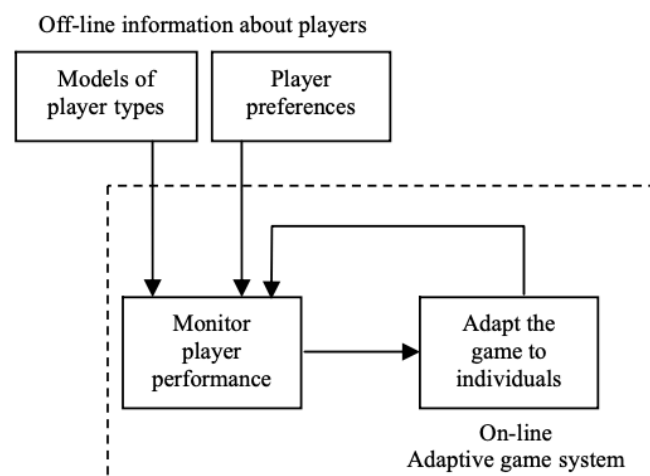 Off-line information about players
Models of
player types
Player
preferences
Monitor
player
performance
Adapt the
game to
individuals
On-line
Adaptive game system